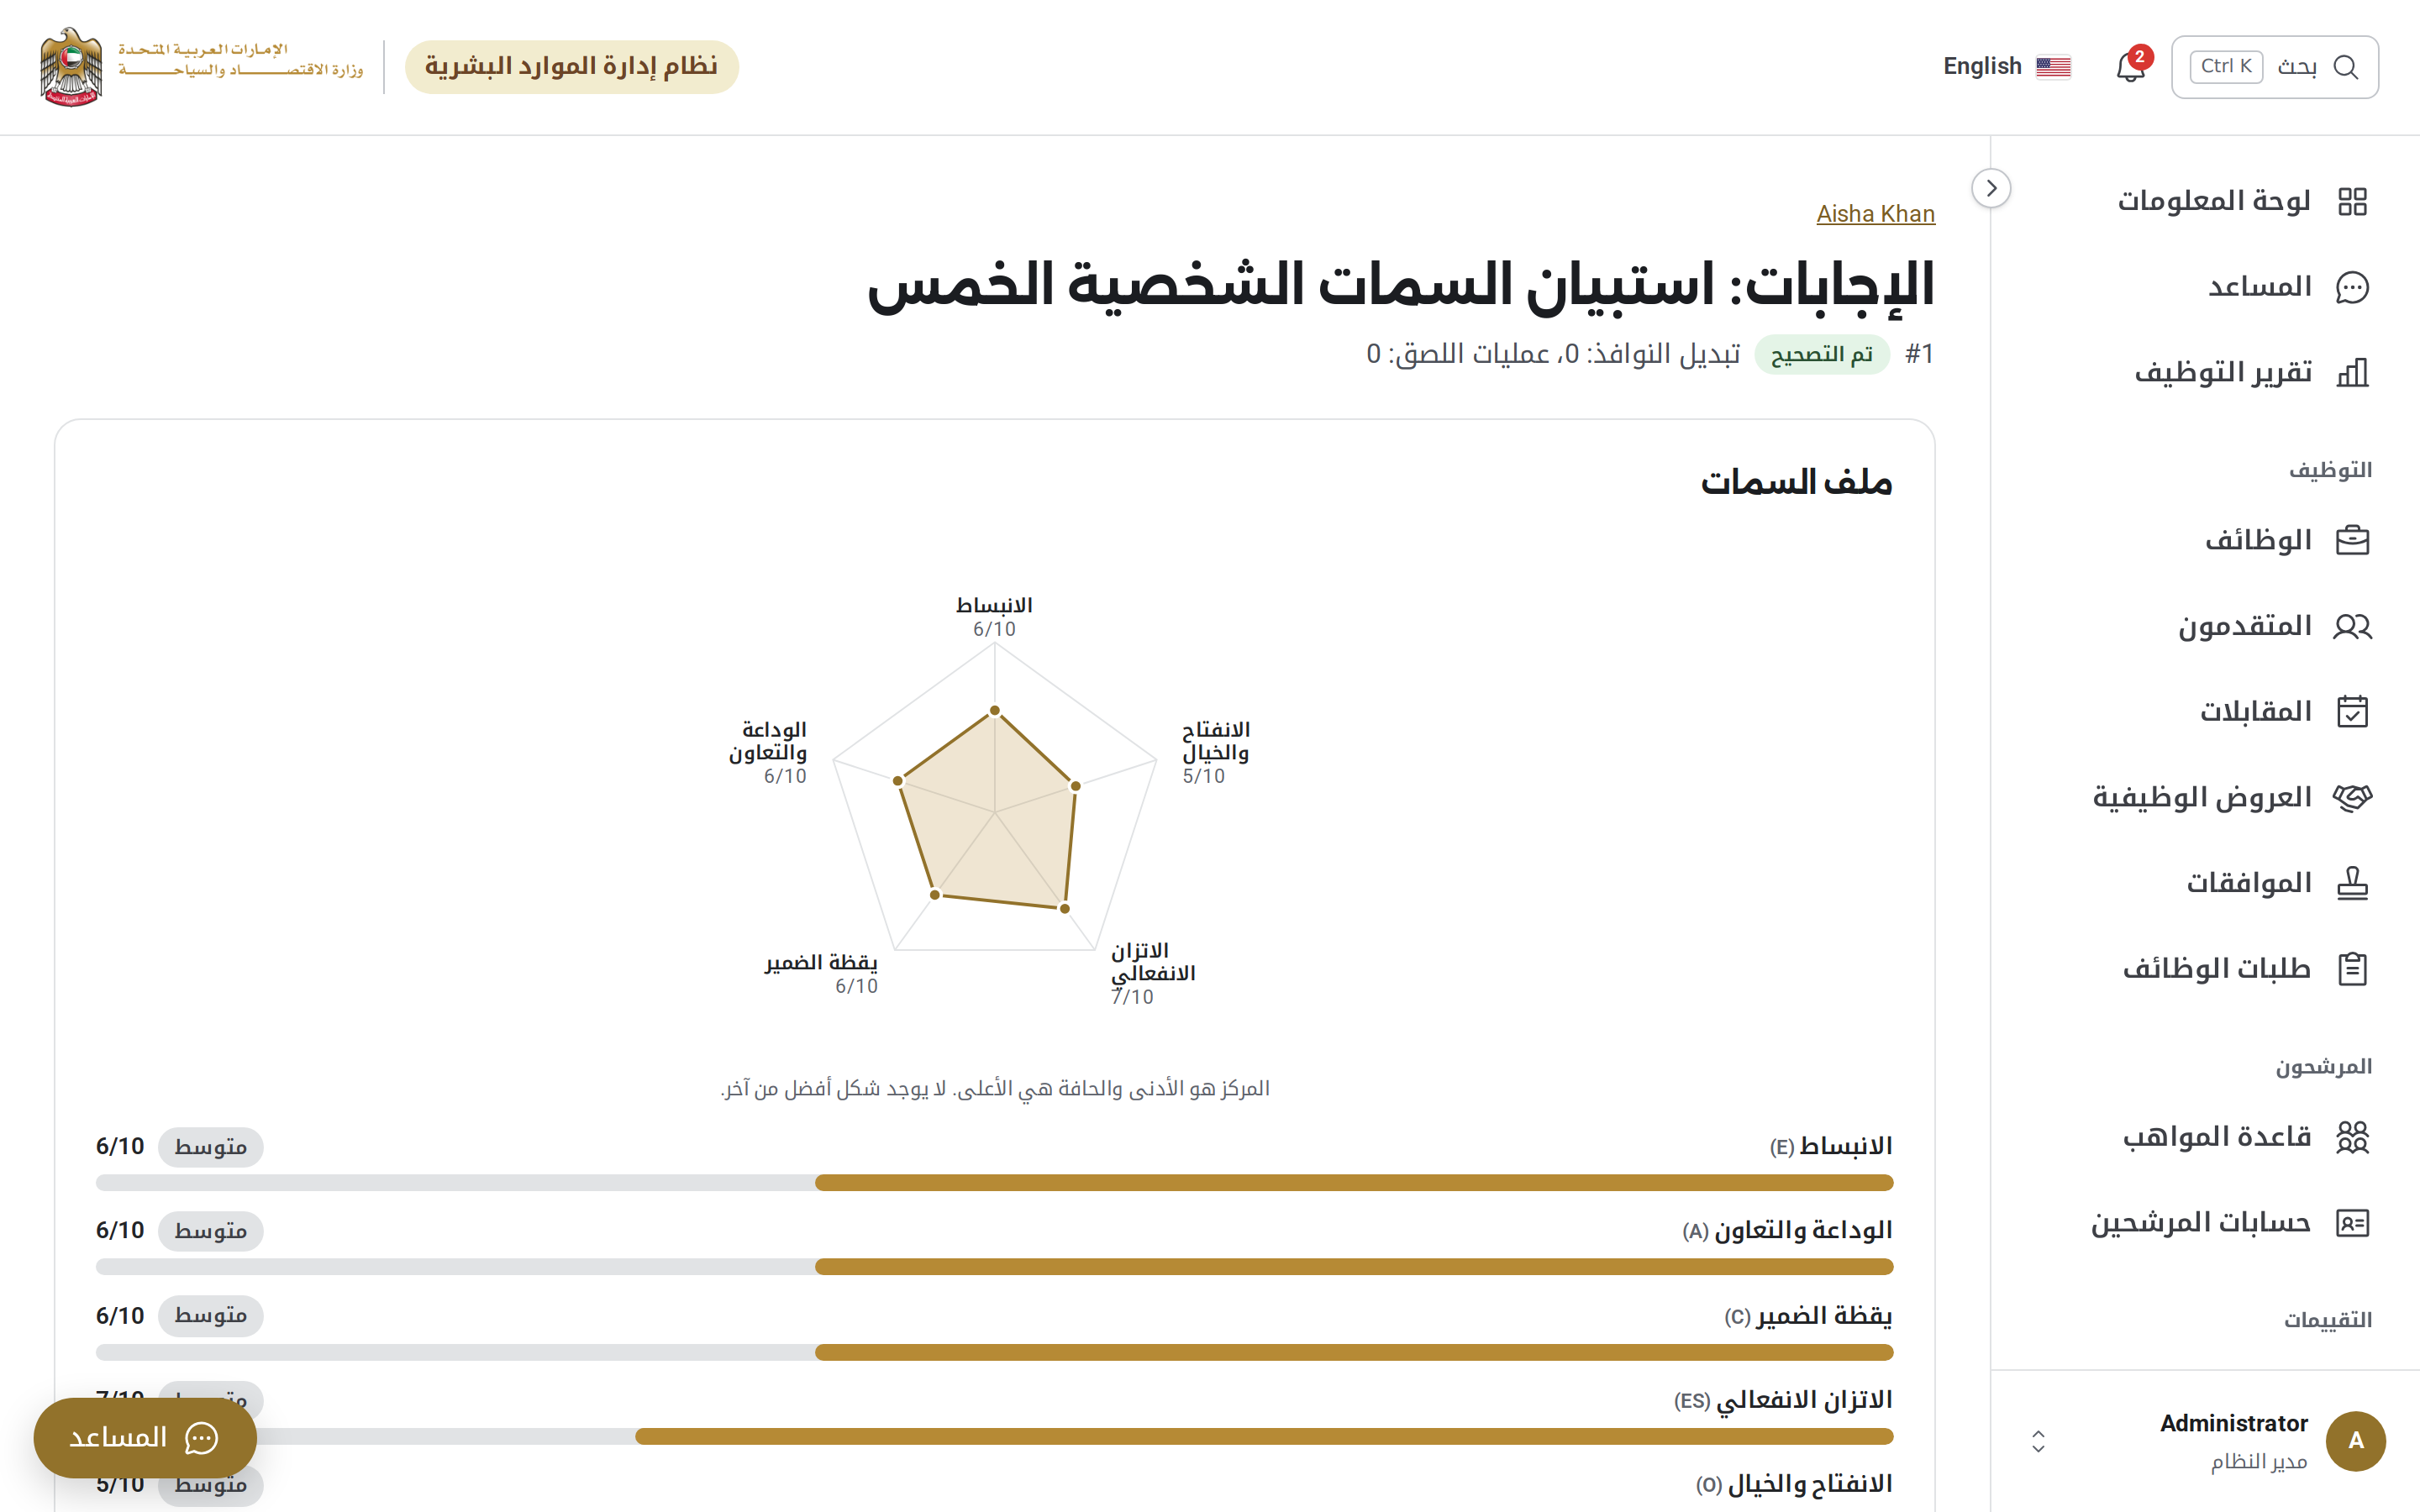 الإمارات العربية المتحدة
وزارة الاقتصاد والسياحة
نظام إدارة الموارد البشرية
English
2
بحث
Ctrl K
لوحة المعلومات
المساعد
تقرير التوظيف
التوظيف
الوظائف
المتقدمون
المقابلات
العروض الوظيفية
الموافقات
طلبات الوظائف
المرشحون
قاعدة المواهب
حسابات المرشحين
التقييمات
A
Administrator
مدير النظام
Aisha Khan
الإجابات: استبيان السمات الشخصية الخمس
#1 تم التصحيح تبديل النوافذ: 0، عمليات اللصق: 0
ملف السمات
الانبساط
6/10
الانفتاح
والخيال
5/10
الاتزان
الانفعالي
7/10
يقظة الضمير
6/10
الوداعة
والتعاون
6/10
المركز هو الأدنى والحافة هي الأعلى. لا يوجد شكل أفضل من آخر.
الانبساط (E) متوسط 6/10
الوداعة والتعاون (A) متوسط 6/10
يقظة الضمير (C) متوسط 6/10
الاتزان الانفعالي (ES) متوسط 7/10
الانفتاح والخيال (O) متوسط 5/10
المساعد